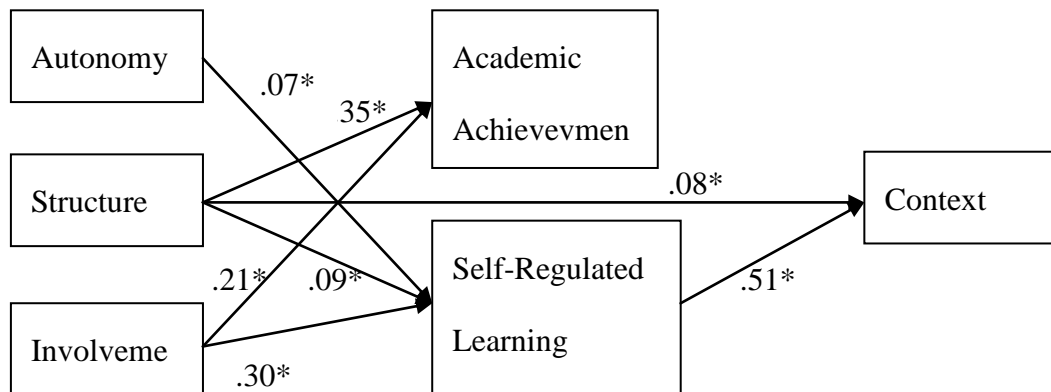 Autonomy
Academic
Achievevmen
.07*
35*
Structure
.08*
Context
Self-Regulated
Learning
.21*
.09*
.51*
Involveme
.30*